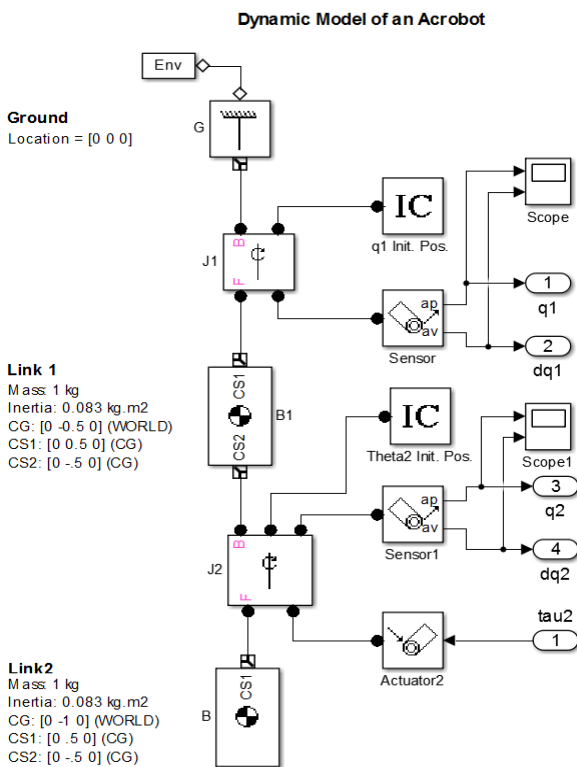 Dynamic Model of an Acrobot
Env
Ground
Location = [0 0 0]
G
IC
q1 Init. Pos.
Scope
B
J1
F
ap
av
Sensor
1
q1
2
dq1
Link 1
Mass: 1 kg
Inertia: 0.083 kg.m2
CG: [0 -0.5 0] (WORLD)
CS1: [0 0.5 0] (CG)
CS2: [0 -.5 0] (CG)
CS1
CS2
B1
IC
Theta2 Init. Pos.
Scope1
B
J2
F
ap
av
Sensor1
3
q2
4
dq2
tau2
1
Actuator2
Link2
Mass: 1 kg
Inertia: 0.083 kg.m2
CG: [0 -1 0] (WORLD)
CS1: [0 .5 0] (CG)
CS2: [0 -.5 0] (CG)
B
CS1